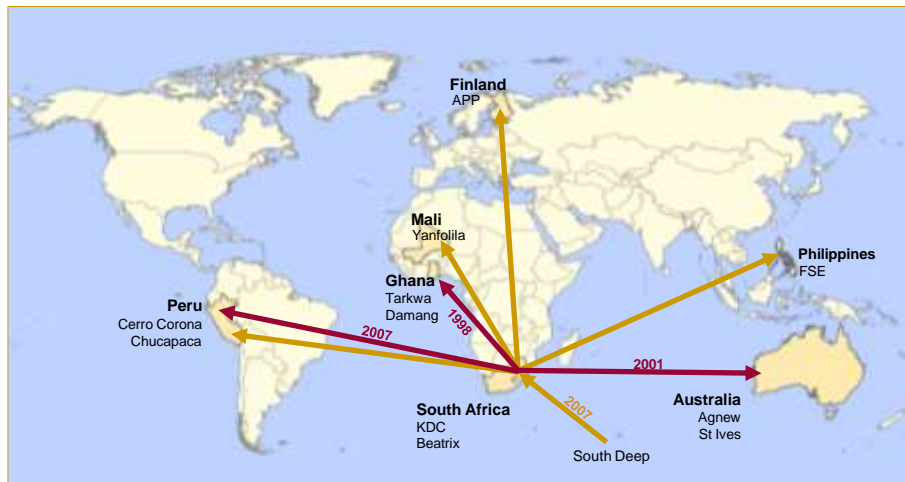 Finland
APP
Mali
Yanfolila
Philippines
FSE
Ghana
Tarkwa
Damang
1998
Peru
Cerro Corona
Chucapaca
2007
2001
South Africa
KDC
Beatrix
2007
South Deep
Australia
Agnew
St Ives